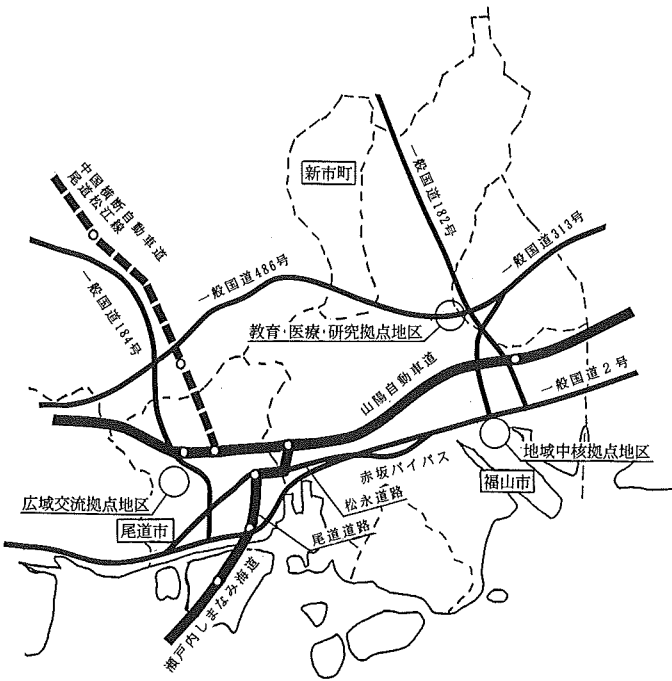 新市町
一般国道182号
中国横断自動車道
尾道松江線
一般国道313号
一般国道486号
一般国道184号
教育・医療・研究拠点地区
山陽自動車道
一般国道2号
地域中核拠点地区
赤坂バイパス
福山市
広域交流拠点地区
松永道路
尾道市
尾道道路
瀬戸内しまなみ海道